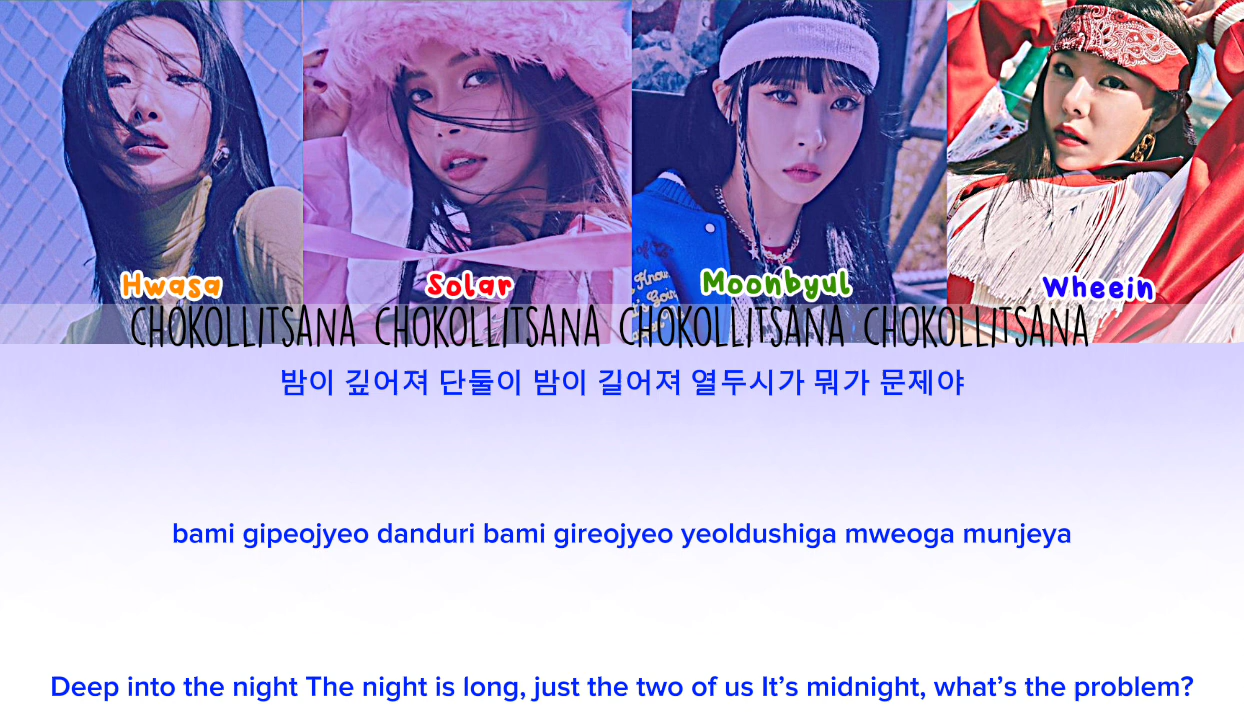 Hwasa
Solar
Moonbyul
Wheein
CHOKOLLITSANA CHOKOLLITSANA CHOKOLLITSANA CHOKOLLITSANA
밤이 깊어져 단둘이 밤이 길어져 열두시가 뭐가 문제야
bami gipeojyeo danduri bami gireojyeo yeoldushiga mweoga munjeya
Deep into the night The night is long, just the two of us It’s midnight, what’s the problem?